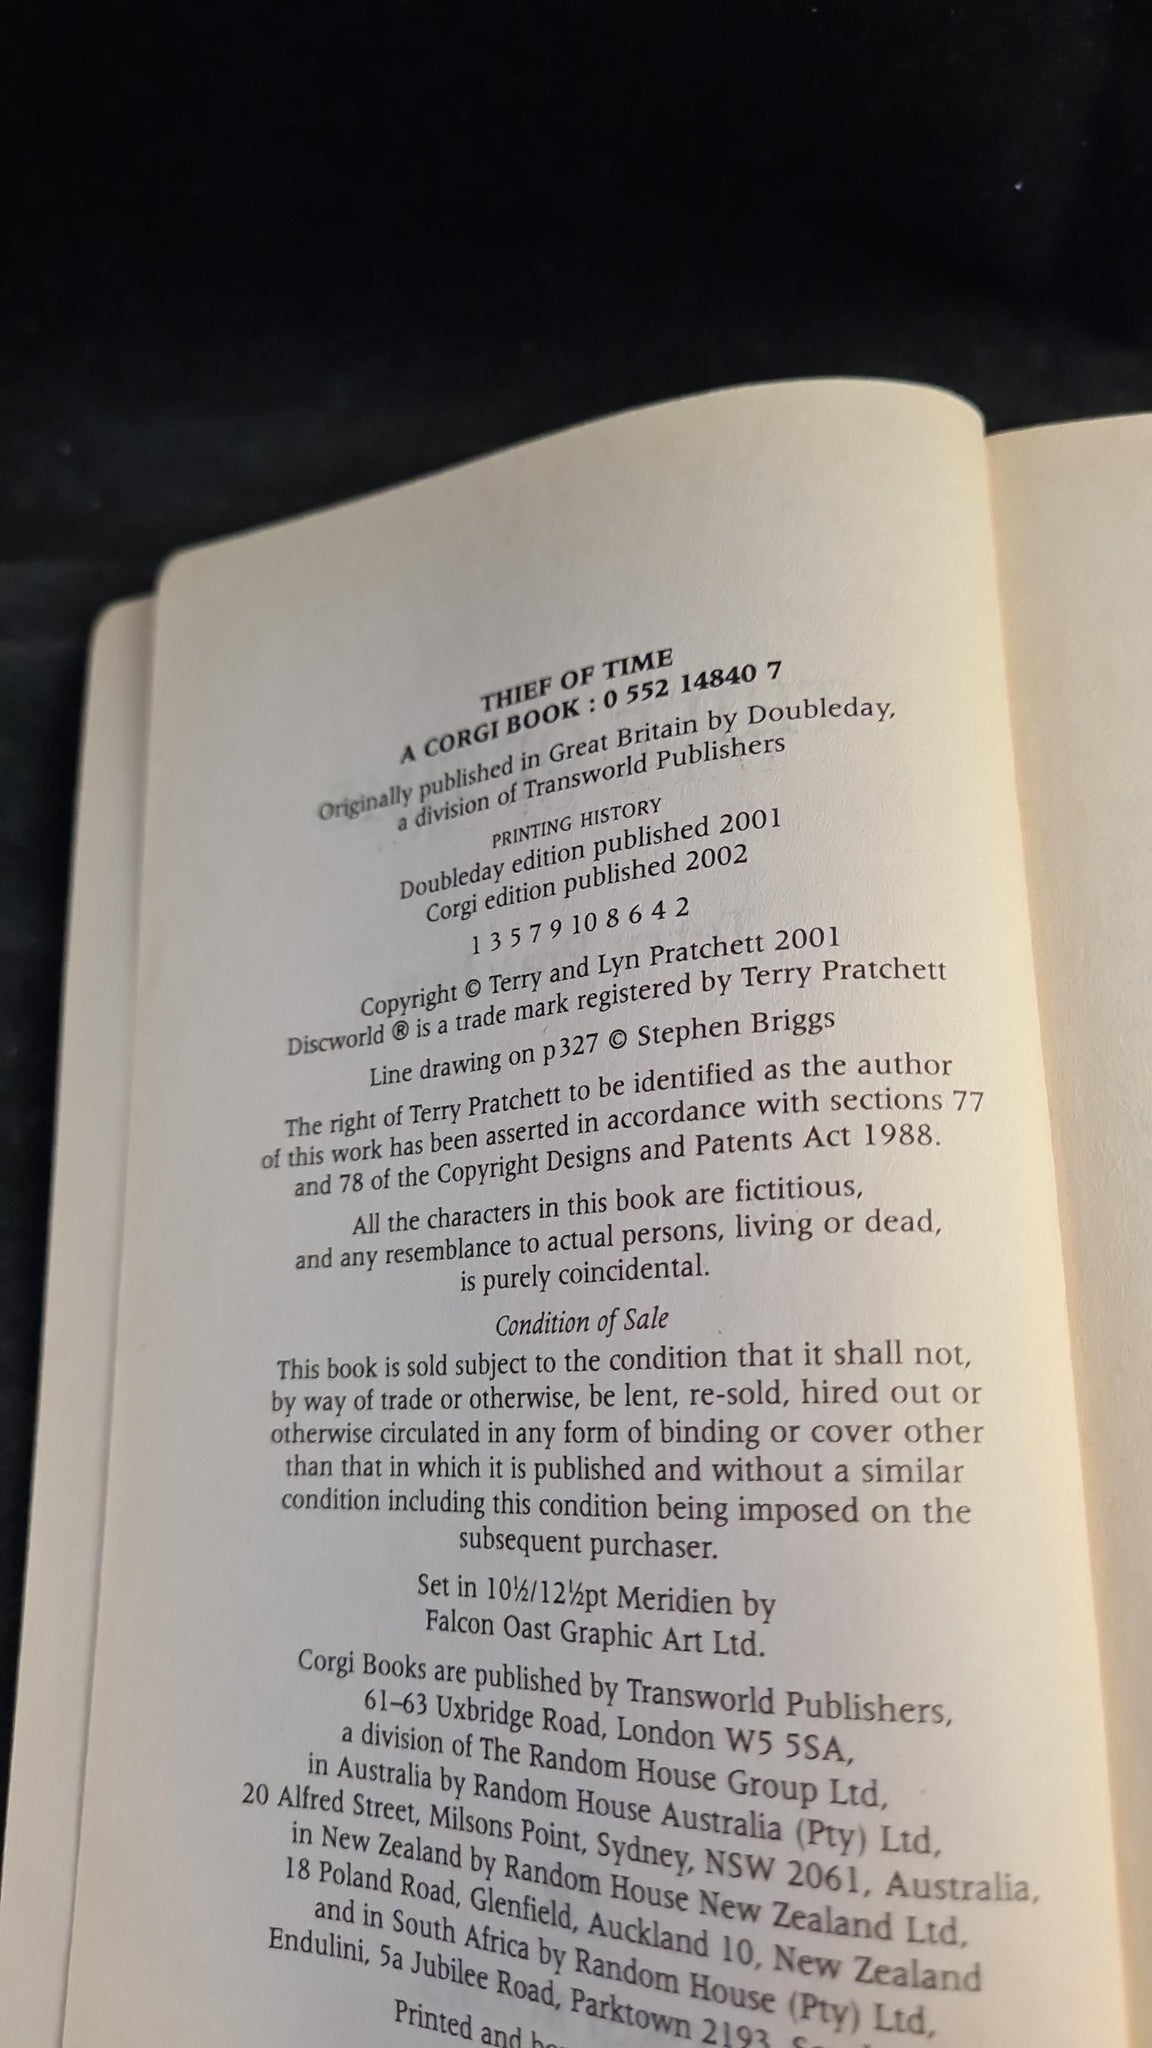 THIEF OF TIME
A CORGI BOOK : 0 552 14840 7
Originally published in Great Britain by Doubleday,
a division of Transworld Publishers
PRINTING HISTORY
Doubleday edition published 2001
Corgi edition published 2002
1 3 5 7 9 10 8 6 4 2
Copyright © Terry and Lyn Pratchett 2001
Discworld ® is a trade mark registered by Terry Pratchett
Line drawing on p327 © Stephen Briggs
The right of Terry Pratchett to be identified as the author
of this work has been asserted in accordance with sections 77
and 78 of the Copyright Designs and Patents Act 1988.
All the characters in this book are fictitious,
and any resemblance to actual persons, living or dead,
is purely coincidental.
Condition of Sale
This book is sold subject to the condition that it shall not,
by way of trade or otherwise, be lent, re-sold, hired out or
otherwise circulated in any form of binding or cover other
than that in which it is published and without a similar
condition including this condition being imposed on the
subsequent purchaser.
Set in 10½/12½pt Meridien by
Falcon Oast Graphic Art Ltd.
Corgi Books are published by Transworld Publishers,
61–63 Uxbridge Road, London W5 5SA,
a division of The Random House Group Ltd,
in Australia by Random House Australia (Pty) Ltd,
20 Alfred Street, Milsons Point, Sydney, NSW 2061, Australia,
in New Zealand by Random House New Zealand Ltd,
18 Poland Road, Glenfield, Auckland 10, New Zealand
and in South Africa by Random House (Pty) Ltd,
Endulini, 5a Jubilee Road, Parktown 2193,
Printed and